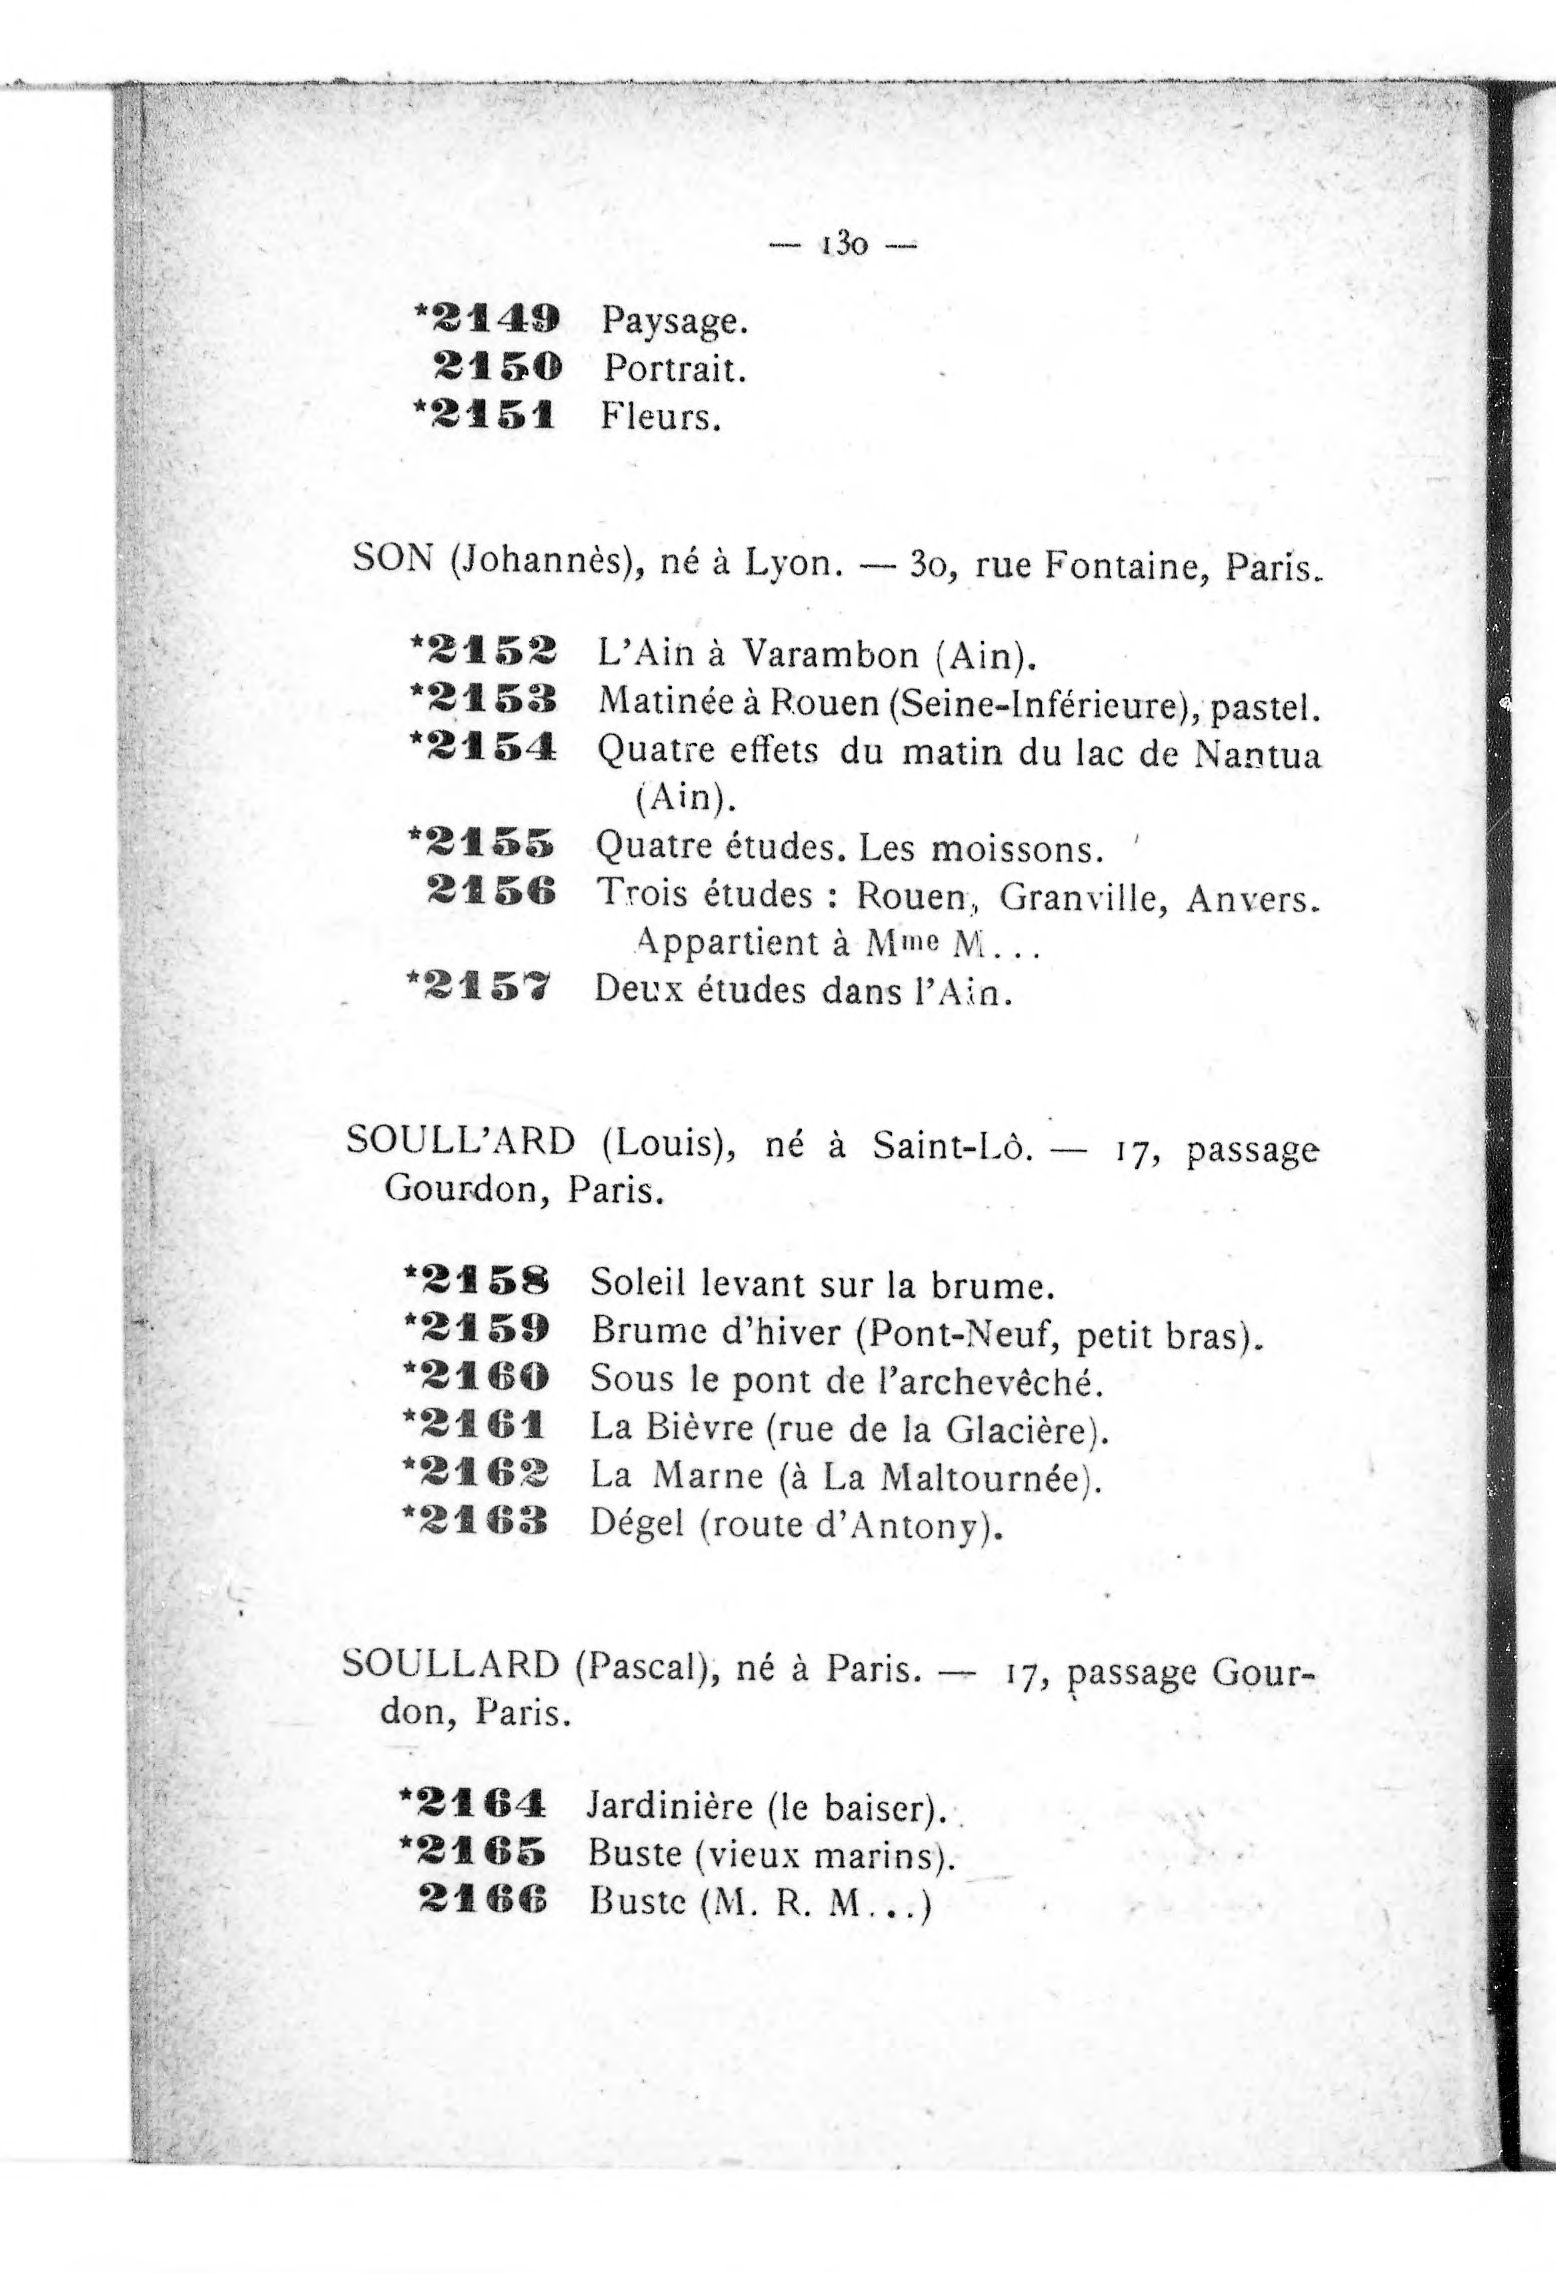 — 130 —
*2149 Paysage.
2150 Portrait.
*2151 Fleurs.
SON (Johannès), né à Lyon. — 30, rue Fontaine, Paris.
*2152 L'Ain à Varambon (Ain).
*2153 Matinée à Rouen (Seine-Inférieure), pastel.
*2154 Quatre effets du matin du lac de Nantua
(Ain).
*2155 Quatre études. Les moissons.
2156 Trois études : Rouen, Granville, Anvers.
Appartient à Mme M...
*2157 Deux études dans l'Ain.
SOULL'ARD (Louis), né à Saint-Lô. — 17, passage
Gourdon, Paris.
*2158 Soleil levant sur la brume.
*2159 Brume d'hiver (Pont-Neuf, petit bras).
*2160 Sous le pont de l'archevêché.
*2161 La Bièvre (rue de la Glacière).
*2162 La Marne (à La Maltournée).
*2163 Dégel (route d'Antony).
SOULLARD (Pascal), né à Paris. — 17, passage Gour-
don, Paris.
*2164 Jardinière (le baiser).
*2165 Buste (vieux marins).
2166 Buste (M. R. M...)